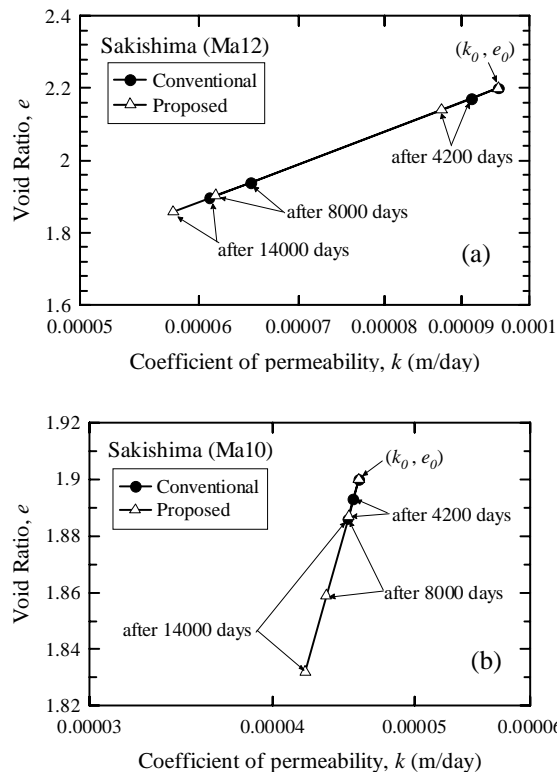 2.4
Sakishima (Ma12)
Conventional
Proposed
(k0 , e0)
2.2
after 4200 days
2
after 8000 days
1.8
after 14000 days
(a)
1.6
0.00005
0.00006
0.00007
0.00008
0.00009
0.0001
Void Ratio, e
Coefficient of permeability, k (m/day)
1.92
Sakishima (Ma10)
Conventional
Proposed
(k0 , e0)
1.9
after 4200 days
1.88
1.86
after 8000 days
after 14000 days
1.84
(b)
1.82
0.00003
0.00004
0.00005
0.00006
Void Ratio, e
Coefficient of permeability, k (m/day)